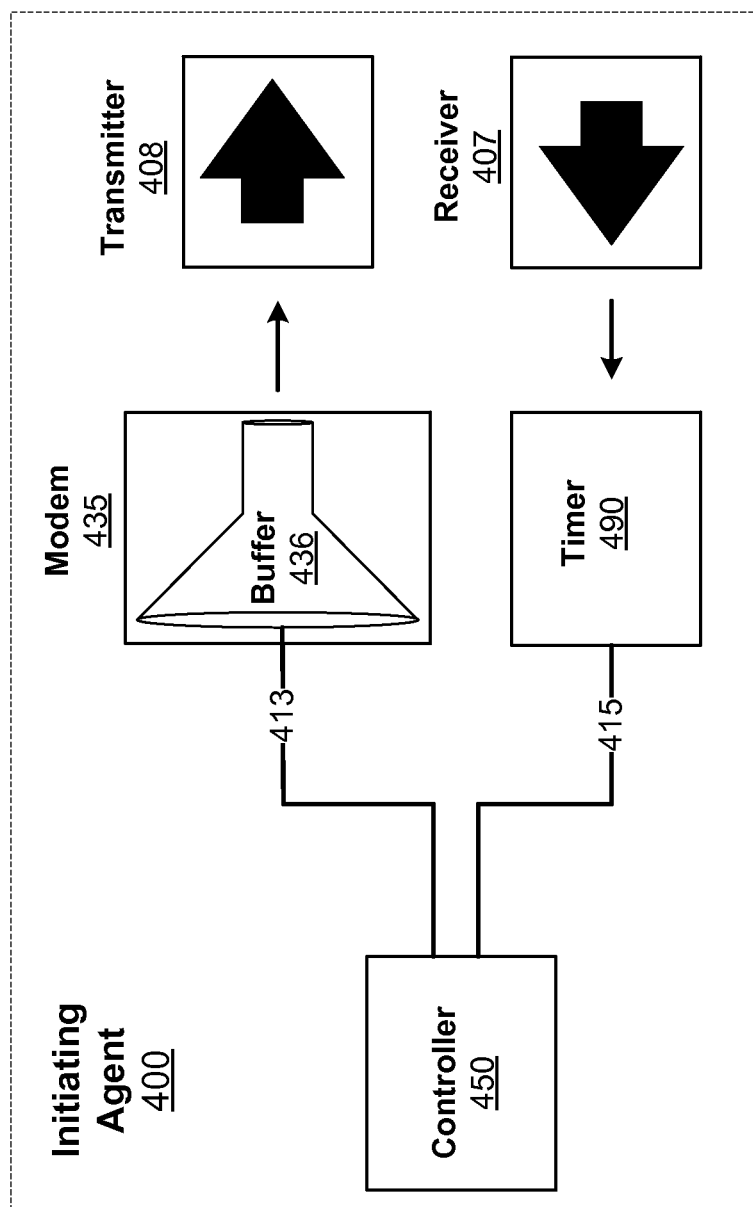 Initiating
Agent
400
Controller
450
413
415
Modem
435
Buffer
436
Timer
490
Transmitter
408
Receiver
407